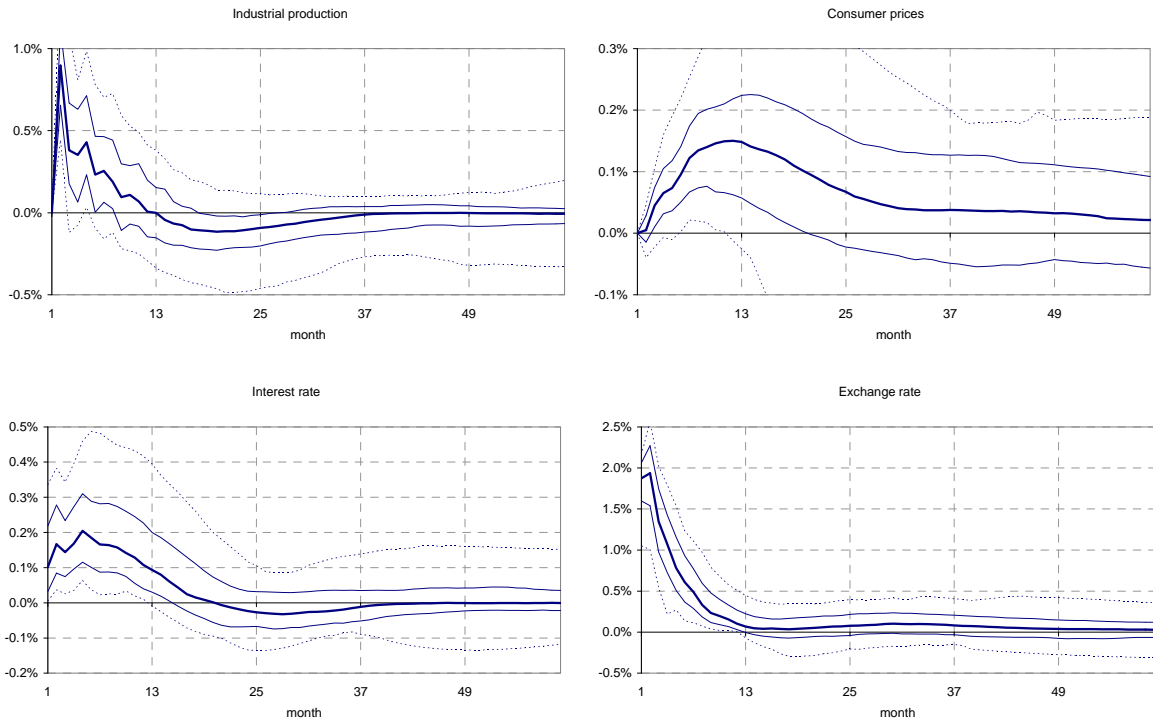 Industrial production
1.0%
0.5%
0.0%
-0.5%
1 13 25 37 49
month
Consumer prices
0.3%
0.2%
0.1%
0.0%
-0.1%
1 13 25 37 49
month
Interest rate
0.5%
0.4%
0.3%
0.2%
0.1%
0.0%
-0.1%
-0.2%
1 13 25 37 49
month
Exchange rate
2.5%
2.0%
1.5%
1.0%
0.5%
0.0%
-0.5%
1 13 25 37 49
month